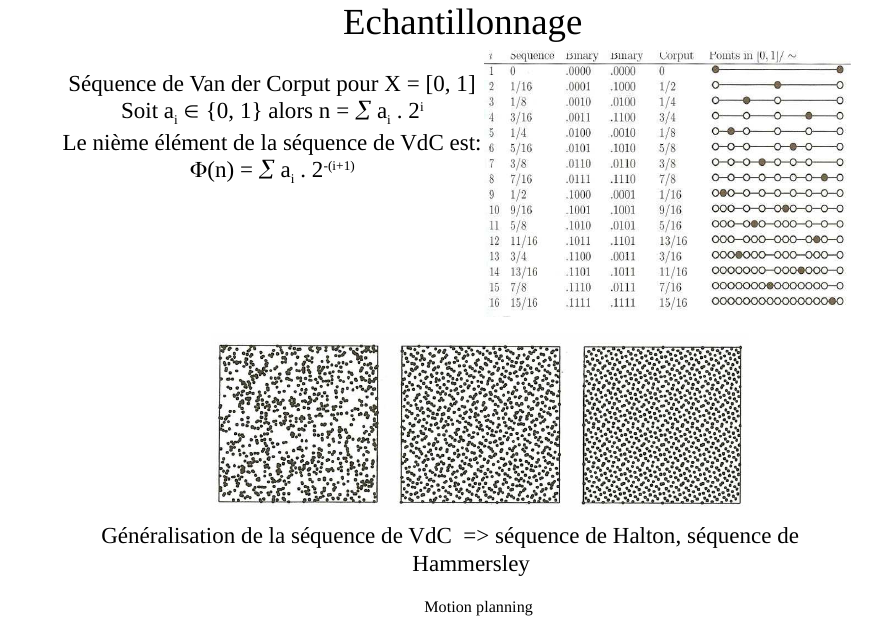 Echantillonnage
Séquence de Van der Corput pour X = [0, 1]
Soit aᵢ ∈ {0, 1} alors n = ∑ aᵢ . 2ⁱ
Le nième élément de la séquence de VdC est:
Φ(n) = ∑ aᵢ . 2⁻⁽ⁱ⁺¹⁾
i Sequence Binary Binary Corput Points in [0,1]/ ~
1 0 .0000 .0000 0
2 1/16 .0001 .1000 1/2
3 1/8 .0010 .0100 1/4
4 3/16 .0011 .1100 3/4
5 1/4 .0100 .0010 1/8
6 5/16 .0101 .1010 5/8
7 3/8 .0110 .0110 3/8
8 7/16 .0111 .1110 7/8
9 1/2 .1000 .0001 1/16
10 9/16 .1001 .1001 9/16
11 5/8 .1010 .0101 5/16
12 11/16 .1011 .1101 13/16
13 3/4 .1100 .0011 3/16
14 13/16 .1101 .1011 11/16
15 7/8 .1110 .0111 7/16
16 15/16 .1111 .1111 15/16
Généralisation de la séquence de VdC => séquence de Halton, séquence de
Hammersley
Motion planning